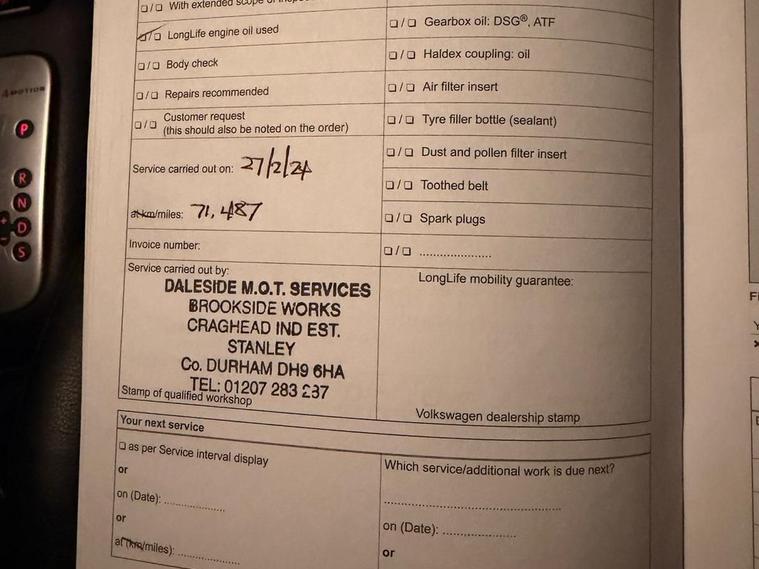 ☐/☐ With extended scope of
☐/☐ Gearbox oil: DSG®, ATF
☐/☐ LongLife engine oil used
☐/☐ Haldex coupling: oil
☐/☐ Body check
☐/☐ Air filter insert
☐/☐ Repairs recommended
☐/☐ Customer request
(this should also be noted on the order)
☐/☐ Tyre filler bottle (sealant)
☐/☐ Dust and pollen filter insert
Service carried out on: 27/2/24
☐/☐ Toothed belt
at km/miles: 71,487
☐/☐ Spark plugs
Invoice number:
☐/☐ ......................
Service carried out by:
DALESIDE M.O.T. SERVICES
BROOKSIDE WORKS
CRAGHEAD IND EST.
STANLEY
Co. DURHAM DH9 6HA
TEL: 01207 283 237
Stamp of qualified workshop
LongLife mobility guarantee:
Volkswagen dealership stamp
Your next service
☐ as per Service interval display
or
on (Date): ..................
or
at (km/miles): ..................
Which service/additional work is due next?
......................................................
on (Date): ......................
or
4MOTION
P
R
N
D
S
+
-